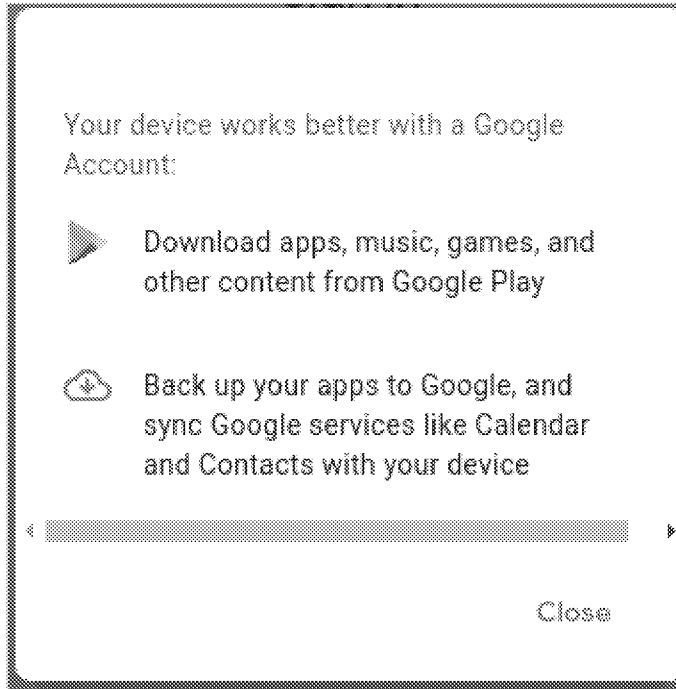 Your device works better with a Google
Account:
Download apps, music, games, and
other content from Google Play
Back up your apps to Google, and
sync Google services like Calendar
and Contacts with your device
Close